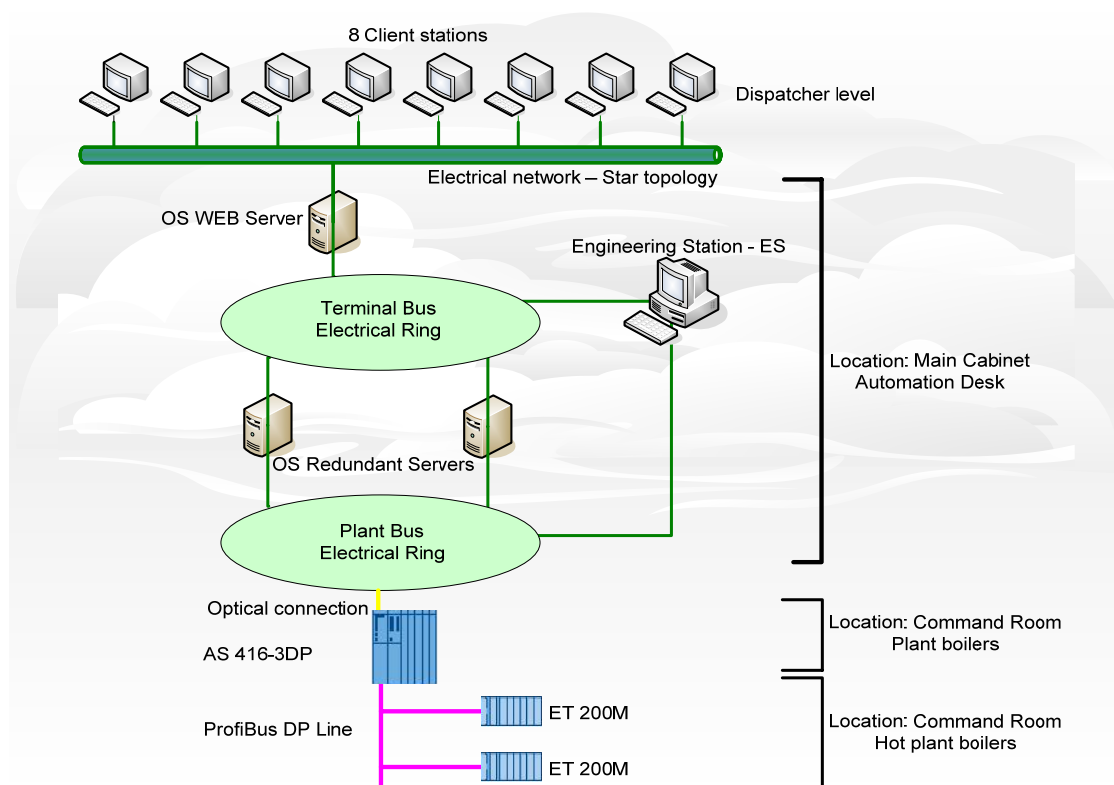 8 Client stations
Dispatcher level
Electrical network – Star topology
OS WEB Server
Engineering Station - ES
Terminal Bus
Electrical Ring
Location: Main Cabinet
Automation Desk
OS Redundant Servers
Plant Bus
Electrical Ring
Optical connection
Location: Command Room
Plant boilers
AS 416-3DP
ET 200M
ProfiBus DP Line
Location: Command Room
Hot plant boilers
ET 200M